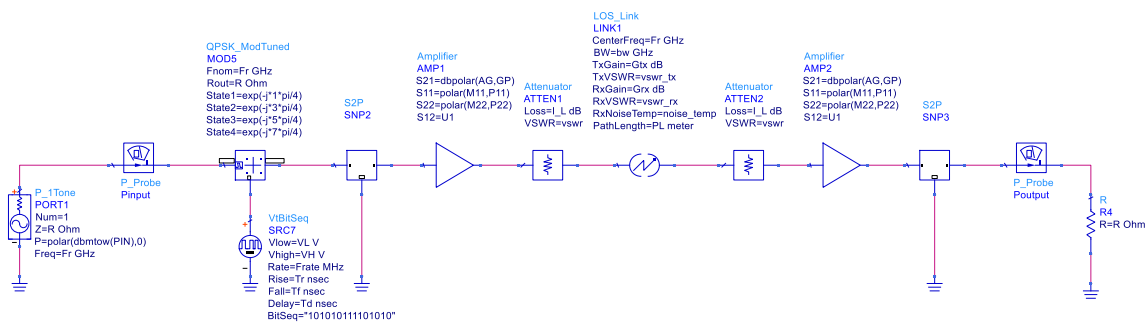 QPSK_ModTuned
MOD5
Fnom=Fr GHz
Rout=R Ohm
State1=exp(-j*1*pi/4)
State2=exp(-j*3*pi/4)
State3=exp(-j*5*pi/4)
State4=exp(-j*7*pi/4)
S2P
SNP2
Amplifier
AMP1
S21=dbpolar(AG,GP)
S11=polar(M11,P11)
S22=polar(M22,P22)
S12=U1
Attenuator
ATTEN1
Loss=I_L dB
VSWR=vswr
LOS_Link
LINK1
CenterFreq=Fr GHz
BW=bw GHz
TxGain=Gtx dB
TxVSWR=vswr_tx
RxGain=Grx dB
RxVSWR=vswr_rx
RxNoiseTemp=noise_temp
PathLength=PL meter
Attenuator
ATTEN2
Loss=I_L dB
VSWR=vswr
Amplifier
AMP2
S21=dbpolar(AG,GP)
S11=polar(M11,P11)
S22=polar(M22,P22)
S12=U1
S2P
SNP3
P_Probe
Pinput
P_1Tone
PORT1
Num=1
Z=R Ohm
P=polar(dbmtow(PIN),0)
Freq=Fr GHz
VtBitSeq
SRC7
Vlow=VL V
Vhigh=VH V
Rate=Frate MHz
Rise=Tr nsec
Fall=Tf nsec
Delay=Td nsec
BitSeq="101010111101010"
P_Probe
Poutput
R
R4
R=R Ohm